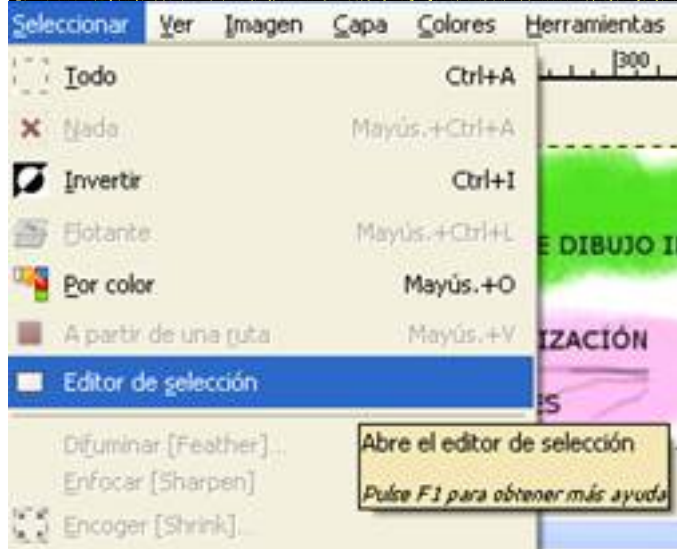 Seleccionar Ver Imagen Capa Colores Herramientas
Todo Ctrl+A
300
Nada Mayús.+Ctrl+A
Invertir Ctrl+I
Flotante Mayús.+Ctrl+L
E DIBUJO I
Por color Mayús.+O
A partir de una ruta Mayús.+V
IZACIÓN
Editor de selección
ES
Difuminar [Feather]...
Abre el editor de selección
Enfocar [Sharpen]
Pulse F1 para obtener más ayuda
Encoger [Shrink]...